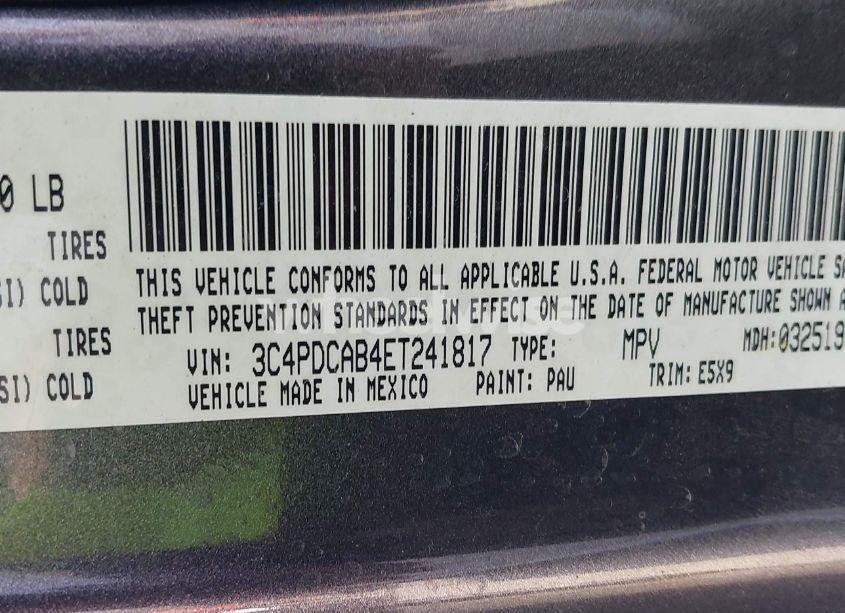 0 LB
TIRES
SI) COLD
TIRES
SI) COLD
THIS VEHICLE CONFORMS TO ALL APPLICABLE U.S.A. FEDERAL MOTOR VEHICLE SA
THEFT PREVENTION STANDARDS IN EFFECT ON THE DATE OF MANUFACTURE SHOWN A
VIN: 3C4PDCAB4ET241817 TYPE: MPV MDH:032519
VEHICLE MADE IN MEXICO PAINT: PAU TRIM: E5X9